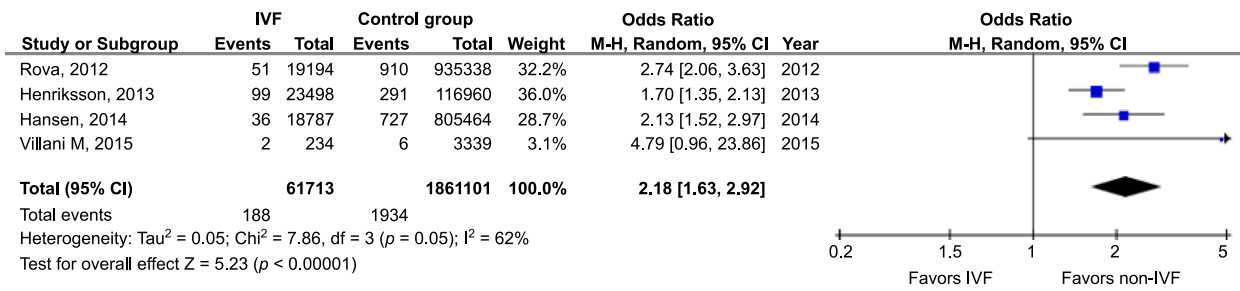 IVF Control group Odds Ratio Odds Ratio
Study or Subgroup Events Total Events Total Weight M-H, Random, 95% CI Year M-H, Random, 95% CI
Rova, 2012 51 19194 910 935338 32.2% 2.74 [2.06, 3.63] 2012
Henriksson, 2013 99 23498 291 116960 36.0% 1.70 [1.35, 2.13] 2013
Hansen, 2014 36 18787 727 805464 28.7% 2.13 [1.52, 2.97] 2014
Villani M, 2015 2 234 6 3339 3.1% 4.79 [0.96, 23.86] 2015
Total (95% CI) 61713 1861101 100.0% 2.18 [1.63, 2.92]
Total events 188 1934
Heterogeneity: Tau² = 0.05; Chi² = 7.86, df = 3 (p = 0.05); I² = 62%
Test for overall effect Z = 5.23 (p < 0.00001)
0.2 1.5 1 2 5
Favors IVF Favors non-IVF